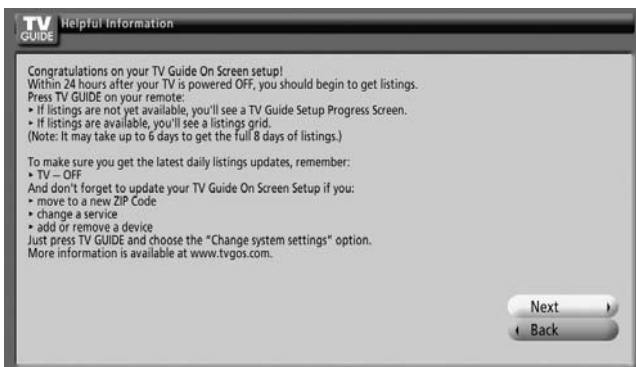 TV
GUIDE
Helpful Information
Congratulations on your TV Guide On Screen setup!
Within 24 hours after your TV is powered OFF, you should begin to get listings.
Press TV GUIDE on your remote:
▸ If listings are not yet available, you'll see a TV Guide Setup Progress Screen.
▸ If listings are available, you'll see a listings grid.
(Note: It may take up to 6 days to get the full 8 days of listings.)
To make sure you get the latest daily listings updates, remember:
▸ TV – OFF
And don't forget to update your TV Guide On Screen Setup if you:
▸ move to a new ZIP Code
▸ change a service
▸ add or remove a device
Just press TV GUIDE and choose the "Change system settings" option.
More information is available at www.tvgos.com.
Next
Back